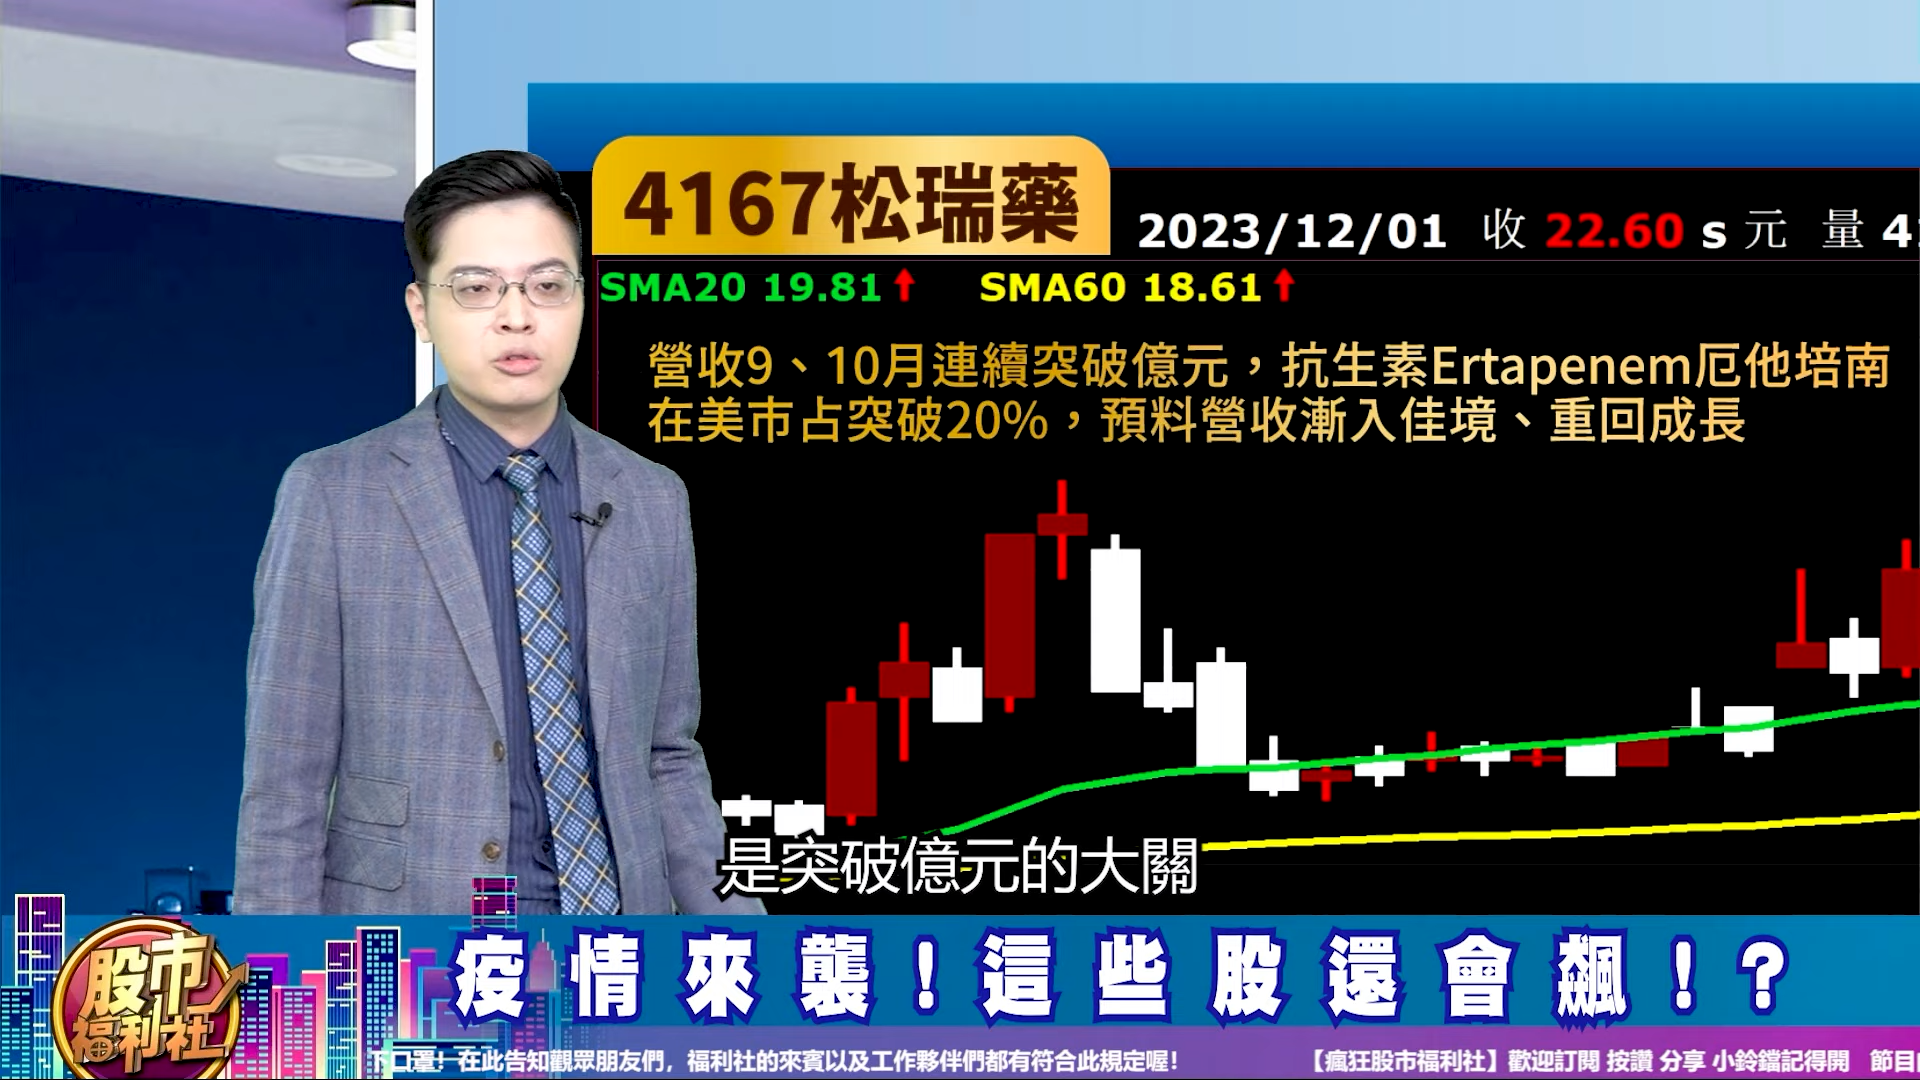 4167松瑞藥
2023/12/01 收 22.60 s 元 量 4
SMA20 19.81↑ SMA60 18.61↑
營收9、10月連續突破億元，抗生素Ertapenem厄他培南
在美市占突破20%，預料營收漸入佳境、重回成長
是突破億元的大關
疫情來襲！這些股還會飆！？
股市
福利社
下口罩！在此告知觀眾朋友們，福利社的來賓以及工作夥伴們都有符合此規定喔！ 【瘋狂股市福利社】歡迎訂閱 按讚 分享 小鈴鐺記得開 節目